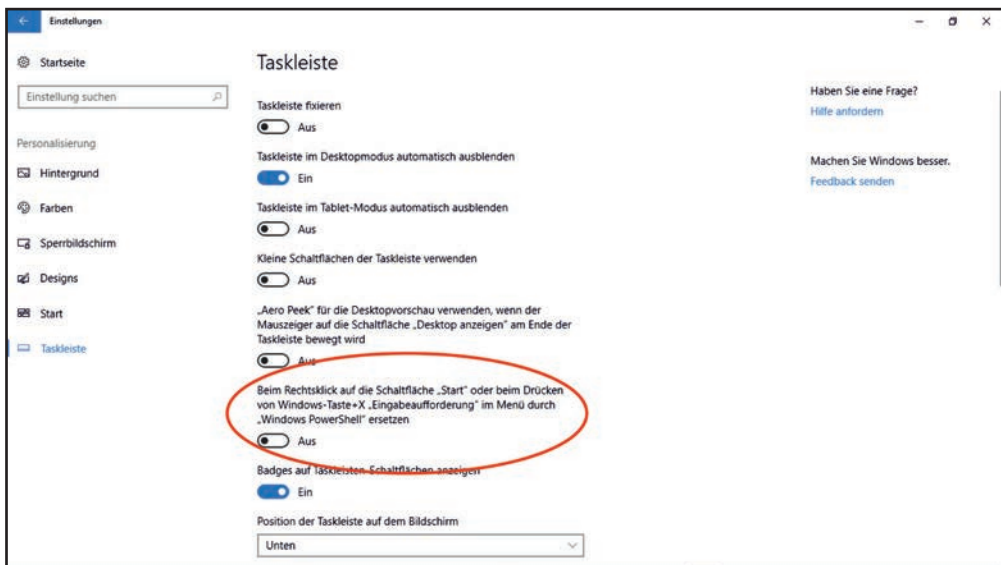 Einstellungen
Startseite
Einstellung suchen
Personalisierung
Hintergrund
Farben
Sperrbildschirm
Designs
Start
Taskleiste
Taskleiste
Taskleiste fixieren
Aus
Taskleiste im Desktopmodus automatisch ausblenden
Ein
Taskleiste im Tablet-Modus automatisch ausblenden
Aus
Kleine Schaltflächen der Taskleiste verwenden
Aus
„Aero Peek" für die Desktopvorschau verwenden, wenn der
Mauszeiger auf die Schaltfläche „Desktop anzeigen" am Ende der
Taskleiste bewegt wird
Aus
Beim Rechtsklick auf die Schaltfläche „Start" oder beim Drücken
von Windows-Taste+X „Eingabeaufforderung" im Menü durch
„Windows PowerShell" ersetzen
Aus
Badges auf Taskleisten-Schaltflächen anzeigen
Ein
Position der Taskleiste auf dem Bildschirm
Unten
Haben Sie eine Frage?
Hilfe anfordern
Machen Sie Windows besser.
Feedback senden